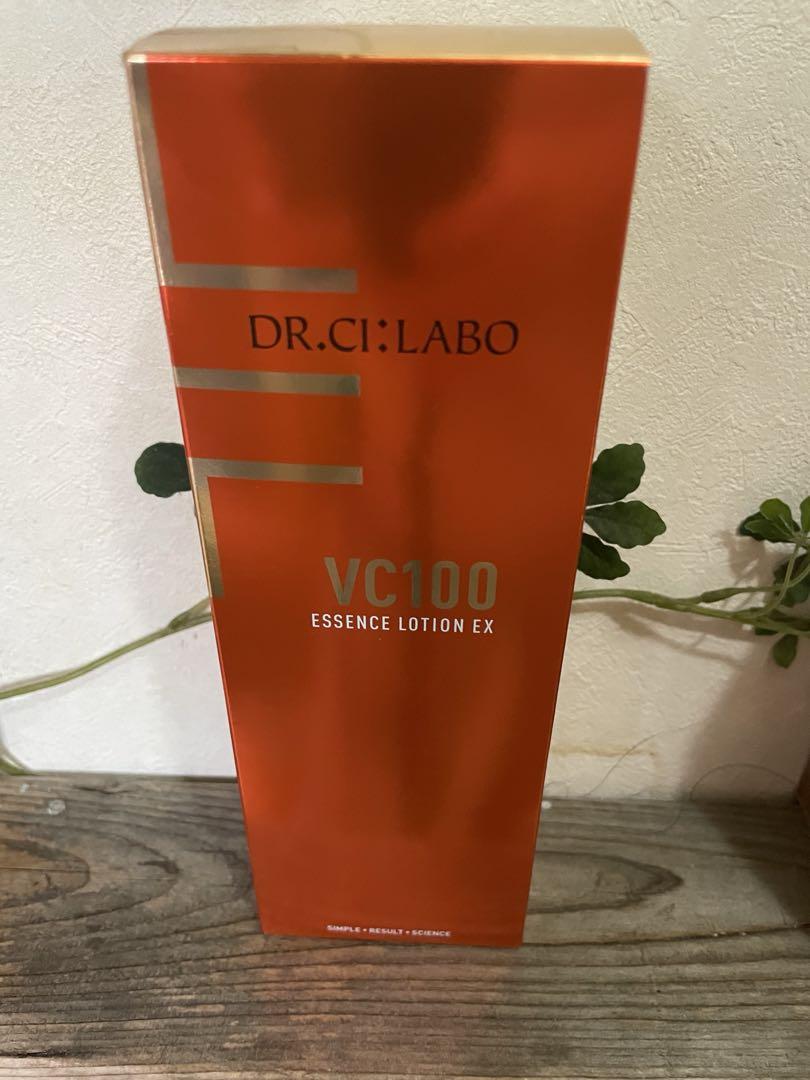 DR.CI:LABO
VC100
ESSENCE LOTION EX
SIMPLE • RESULT • SCIENCE